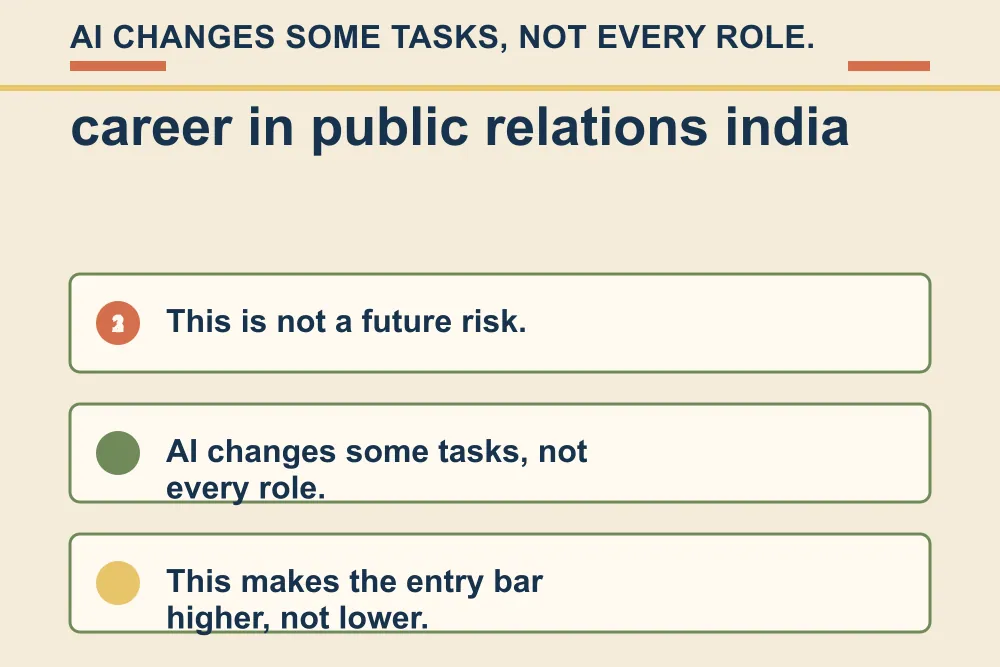 AI CHANGES SOME TASKS, NOT EVERY ROLE.
career in public relations india
This is not a future risk.
AI changes some tasks, not
every role.
This makes the entry bar
higher, not lower.